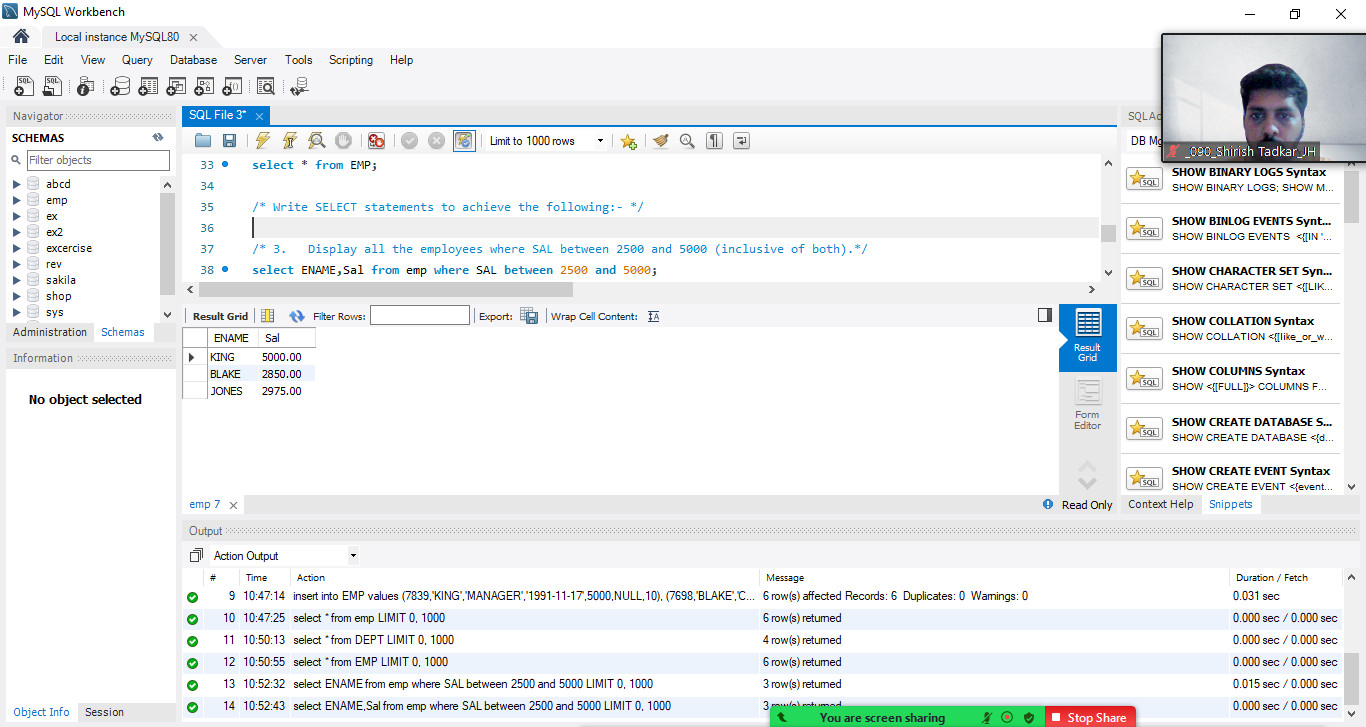 MySQL Workbench
Local instance MySQL80
File Edit View Query Database Server Tools Scripting Help
Navigator
SCHEMAS
Filter objects
abcd
emp
ex
ex2
excercise
rev
sakila
shop
sys
Administration Schemas
Information
No object selected
Object Info Session
SQL File 3*
Limit to 1000 rows
33 select * from EMP;
34
35 /* Write SELECT statements to achieve the following:- */
36
37 /* 3. Display all the employees where SAL between 2500 and 5000 (inclusive of both).*/
38 select ENAME,Sal from emp where SAL between 2500 and 5000;
Result Grid Filter Rows: Export: Wrap Cell Content:
ENAME Sal
KING 5000.00
BLAKE 2850.00
JONES 2975.00
Result
Grid
Form
Editor
emp 7
Read Only
Output
Action Output
# Time Action Message Duration / Fetch
9 10:47:14 insert into EMP values (7839,'KING','MANAGER','1991-11-17',5000,NULL,10), (7698,'BLAKE','C... 6 row(s) affected Records: 6 Duplicates: 0 Warnings: 0 0.031 sec
10 10:47:25 select * from emp LIMIT 0, 1000 6 row(s) returned 0.000 sec / 0.000 sec
11 10:50:13 select * from DEPT LIMIT 0, 1000 4 row(s) returned 0.000 sec / 0.000 sec
12 10:50:55 select * from EMP LIMIT 0, 1000 6 row(s) returned 0.000 sec / 0.000 sec
13 10:52:32 select ENAME from emp where SAL between 2500 and 5000 LIMIT 0, 1000 3 row(s) returned 0.015 sec / 0.000 sec
14 10:52:43 select ENAME,Sal from emp where SAL between 2500 and 5000 LIMIT 0, 1000 3 0.000 sec / 0.000 sec
You are screen sharing Stop Share
_090_Shirish Tadkar_JH
SHOW BINARY LOGS Syntax
SHOW BINARY LOGS; SHOW M...
SHOW BINLOG EVENTS Synt...
SHOW BINLOG EVENTS <{[IN '...
SHOW CHARACTER SET Syn...
SHOW CHARACTER SET <{[LIK...
SHOW COLLATION Syntax
SHOW COLLATION <{[like_or_w...
SHOW COLUMNS Syntax
SHOW <{[FULL]}> COLUMNS F...
SHOW CREATE DATABASE S...
SHOW CREATE DATABASE <{d...
SHOW CREATE EVENT Syntax
SHOW CREATE EVENT <{event...
Context Help Snippets